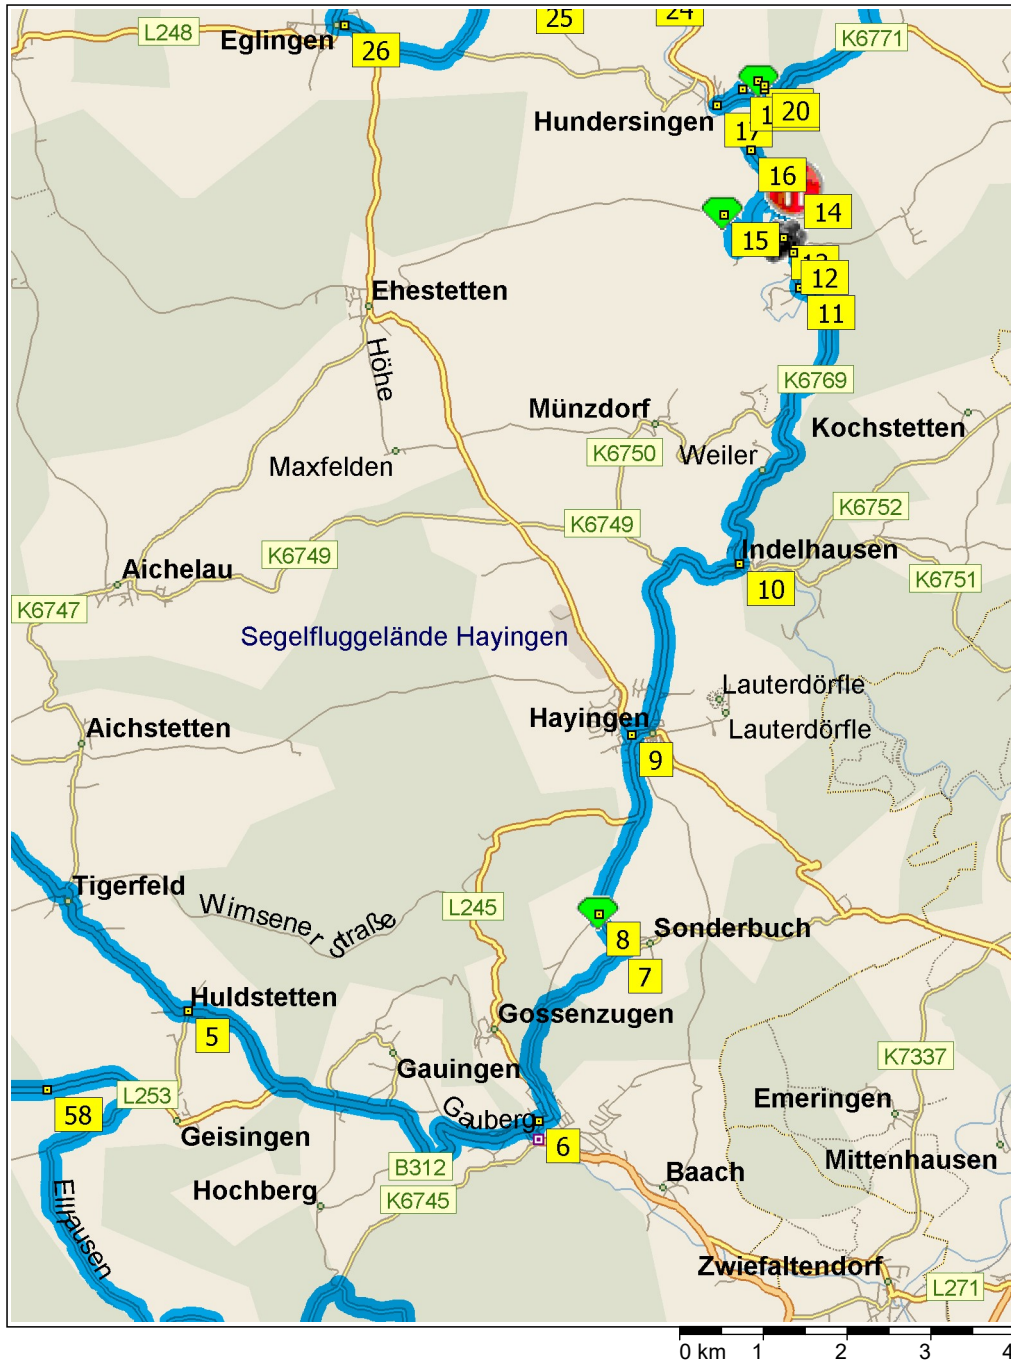 25
24
L248
Eglingen
26
K6771
20
Hundersingen
17
16
14
15
12
11
Ehestetten
Höhe
K6769
Münzdorf
Kochstetten
Maxfelden
K6750
Weiler
K6752
K6749
Indelhausen
K6749
Aichelau
K6751
10
K6747
Segelfluggelände Hayingen
Lauterdörfle
Hayingen
Aichstetten
Lauterdörfle
9
Tigerfeld
Wimsener Straße
L245
Sonderbuch
8
7
Huldstetten
Gossenzugen
5
K7337
Gauingen
L253
Emeringen
58
Gauberg
Geisingen
6
Mittenhausen
B312
Baach
Hochberg
K6745
Zwiefaltendorf
L271
0 km 1 2 3 4